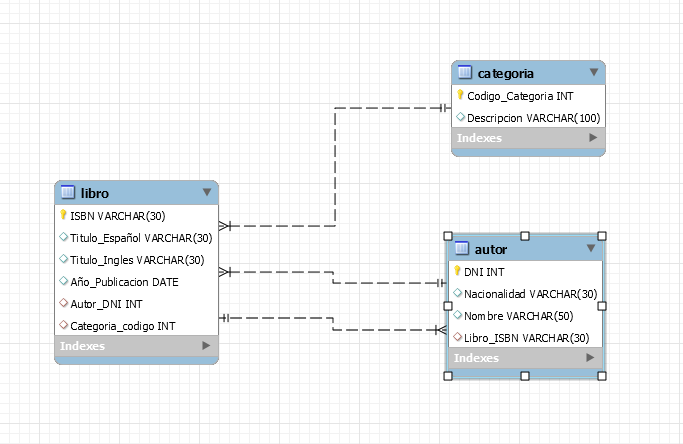 categoria
Codigo_Categoria INT
Descripcion VARCHAR(100)
Indexes
libro
ISBN VARCHAR(30)
Titulo_Español VARCHAR(30)
Titulo_Ingles VARCHAR(30)
Año_Publicacion DATE
Autor_DNI INT
Categoria_codigo INT
Indexes
autor
DNI INT
Nacionalidad VARCHAR(30)
Nombre VARCHAR(50)
Libro_ISBN VARCHAR(30)
Indexes